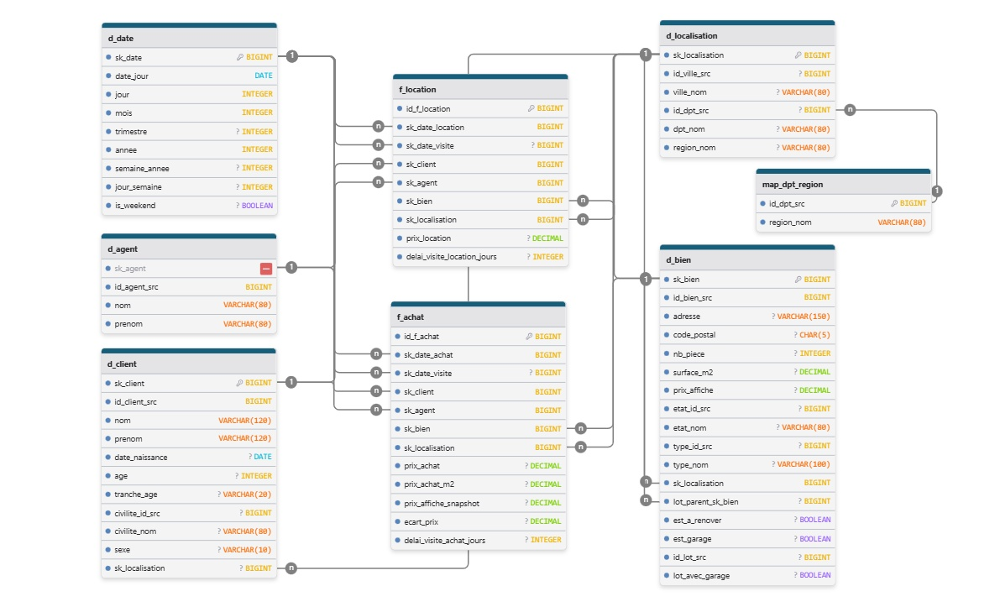 d_date
sk_date BIGINT
date_jour DATE
jour INTEGER
mois INTEGER
trimestre ? INTEGER
annee INTEGER
semaine_annee ? INTEGER
jour_semaine ? INTEGER
is_weekend ? BOOLEAN
1
d_agent
sk_agent
id_agent_src BIGINT
nom VARCHAR(80)
prenom VARCHAR(80)
1
d_client
sk_client BIGINT
id_client_src BIGINT
nom VARCHAR(120)
prenom VARCHAR(120)
date_naissance ? DATE
age ? INTEGER
tranche_age ? VARCHAR(20)
civilite_id_src ? BIGINT
civilite_nom ? VARCHAR(80)
sexe ? VARCHAR(10)
sk_localisation ? BIGINT
1
n
f_location
id_f_location BIGINT
n sk_date_location BIGINT
n sk_date_visite ? BIGINT
n sk_client BIGINT
n sk_agent BIGINT
sk_bien BIGINT n
sk_localisation BIGINT n
prix_location ? DECIMAL
delai_visite_location_jours ? INTEGER
f_achat
id_f_achat BIGINT
n sk_date_achat BIGINT
n sk_date_visite ? BIGINT
n sk_client BIGINT
n sk_agent BIGINT
sk_bien BIGINT n
sk_localisation BIGINT n
prix_achat ? DECIMAL
prix_achat_m2 ? DECIMAL
prix_affiche_snapshot ? DECIMAL
ecart_prix ? DECIMAL
delai_visite_achat_jours ? INTEGER
d_localisation
1 sk_localisation BIGINT
id_ville_src ? BIGINT
ville_nom ? VARCHAR(80)
id_dpt_src ? BIGINT n
dpt_nom ? VARCHAR(80)
region_nom ? VARCHAR(80)
map_dpt_region
id_dpt_src BIGINT 1
region_nom VARCHAR(80)
d_bien
1 sk_bien BIGINT
id_bien_src BIGINT
adresse ? VARCHAR(150)
code_postal ? CHAR(5)
nb_piece ? INTEGER
surface_m2 ? DECIMAL
prix_affiche ? DECIMAL
etat_id_src ? BIGINT
etat_nom ? VARCHAR(80)
type_id_src ? BIGINT
type_nom ? VARCHAR(100)
n sk_localisation BIGINT
n lot_parent_sk_bien ? BIGINT
est_a_renover ? BOOLEAN
est_garage ? BOOLEAN
id_lot_src ? BIGINT
lot_avec_garage ? BOOLEAN